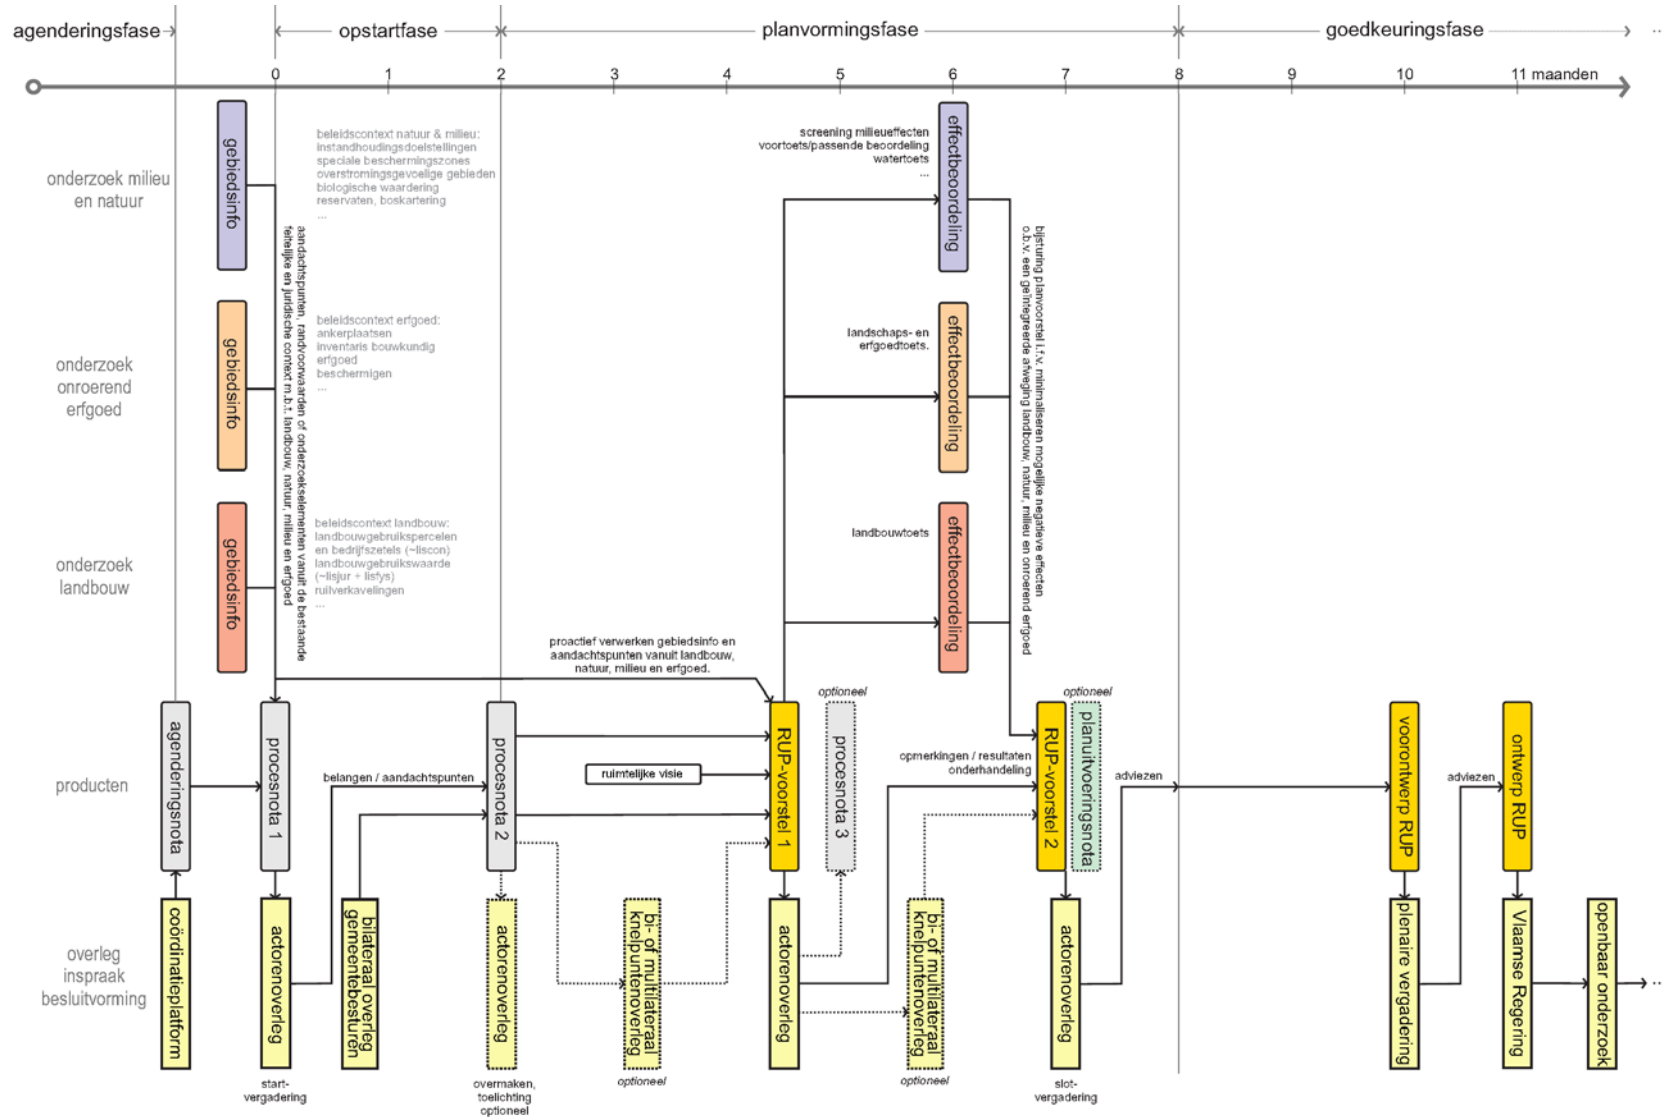 agenderingsfase
opstartfase
planvormingsfase
goedkeuringsfase
..
0
1
2
3
4
5
6
7
8
9
10
11 maanden
onderzoek milieu
en natuur
gebiedsinfo
beleidscontext natuur & milieu:
instandhoudingsdoelstellingen
speciale beschermingszones
overstromingsgevoelige gebieden
biologische waardering
reservaten, boskartering
...
screening milieueffecten
voortoets/passende beoordeling
watertoets
...
effectbeoordeling
aandachtspunten, randvoorwaarden of onderzoekselementen vanuit de bestaande
feitelijke en juridische context m.b.t. landbouw, natuur, milieu en erfgoed
bijsturing planvoorstel i.f.v. minimaliseren mogelijke negatieve effecten
o.b.v. een geïntegreerde afweging landbouw, natuur, milieu en onroerend erfgoed
onderzoek
onroerend
erfgoed
gebiedsinfo
beleidscontext erfgoed:
ankerplaatsen
inventaris bouwkundig
erfgoed
beschermigen
...
landschaps- en
erfgoedtoets.
effectbeoordeling
onderzoek
landbouw
gebiedsinfo
beleidscontext landbouw:
landbouwgebruikspercelen
en bedrijfszetels (~liscon)
landbouwgebruikswaarde
(~lisjur + lisfys)
ruilverkavelingen
...
landbouwtoets
effectbeoordeling
proactief verwerken gebiedsinfo en
aandachtspunten vanuit landbouw,
natuur, milieu en erfgoed.
optioneel
optioneel
producten
agenderingsnota
procesnota 1
belangen / aandachtspunten
procesnota 2
ruimtelijke visie
RUP-voorstel 1
procesnota 3
opmerkingen / resultaten
onderhandeling
RUP-voorstel 2
planuitvoeringsnota
adviezen
voorontwerp RUP
adviezen
ontwerp RUP
overleg
inspraak
besluitvorming
coördinatieplatform
actorenoverleg
bilateraal overleg
gemeentebesturen
actorenoverleg
bi- of multilateraal
knelpuntenoverleg
actorenoverleg
bi- of multilateraal
knelpuntenoverleg
actorenoverleg
plenaire vergadering
Vlaamse Regering
openbaar onderzoek
..
start-
vergadering
overmaken,
toelichting
optioneel
optioneel
optioneel
slot-
vergadering